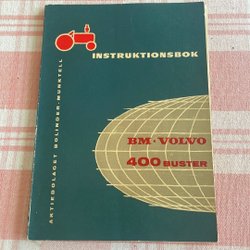 INSTRUKTIONSBOK
AKTIEBOLAGET BOLINDER-MUNKTELL
BM·VOLVO
400 BUSTER